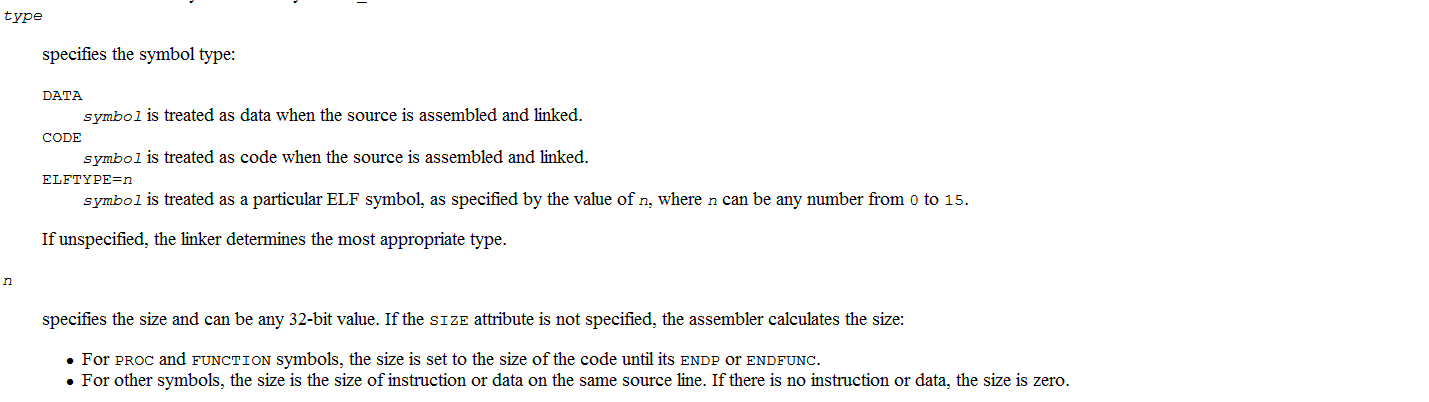 type
specifies the symbol type:
DATA
symbol is treated as data when the source is assembled and linked.
CODE
symbol is treated as code when the source is assembled and linked.
ELFTYPE=n
symbol is treated as a particular ELF symbol, as specified by the value of n, where n can be any number from 0 to 15.
If unspecified, the linker determines the most appropriate type.
n
specifies the size and can be any 32-bit value. If the SIZE attribute is not specified, the assembler calculates the size:
• For PROC and FUNCTION symbols, the size is set to the size of the code until its ENDP or ENDFUNC.
• For other symbols, the size is the size of instruction or data on the same source line. If there is no instruction or data, the size is zero.